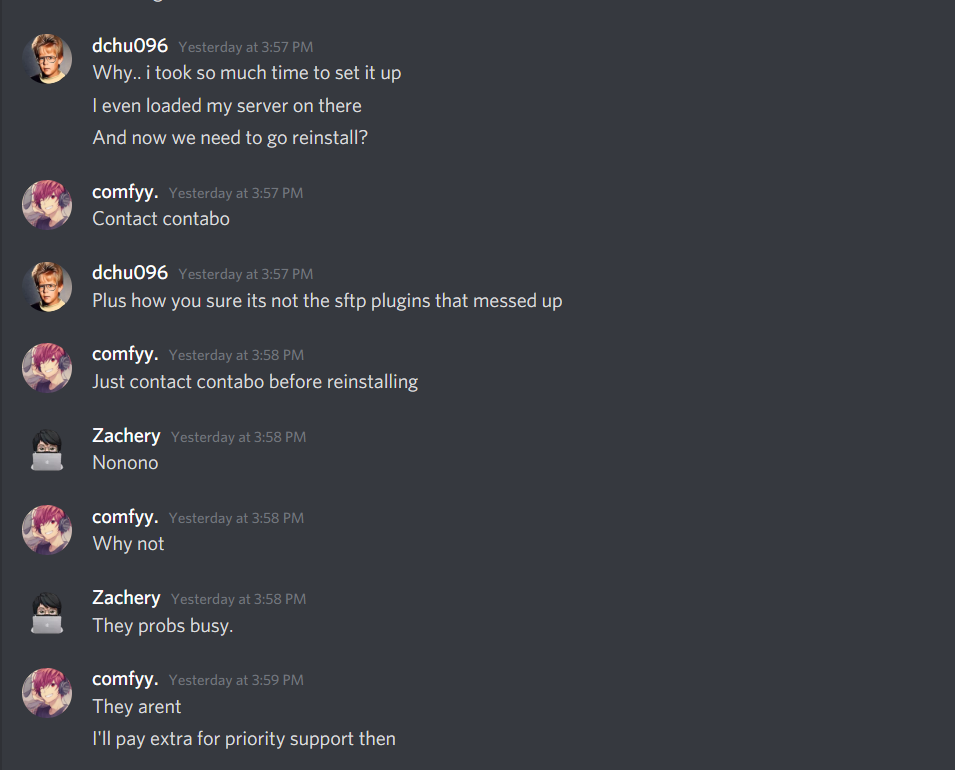 dchu096 Yesterday at 3:57 PM
Why.. i took so much time to set it up
I even loaded my server on there
And now we need to go reinstall?
comfyy. Yesterday at 3:57 PM
Contact contabo
dchu096 Yesterday at 3:57 PM
Plus how you sure its not the sftp plugins that messed up
comfyy. Yesterday at 3:58 PM
Just contact contabo before reinstalling
Zachery Yesterday at 3:58 PM
Nonono
comfyy. Yesterday at 3:58 PM
Why not
Zachery Yesterday at 3:58 PM
They probs busy.
comfyy. Yesterday at 3:59 PM
They arent
I'll pay extra for priority support then